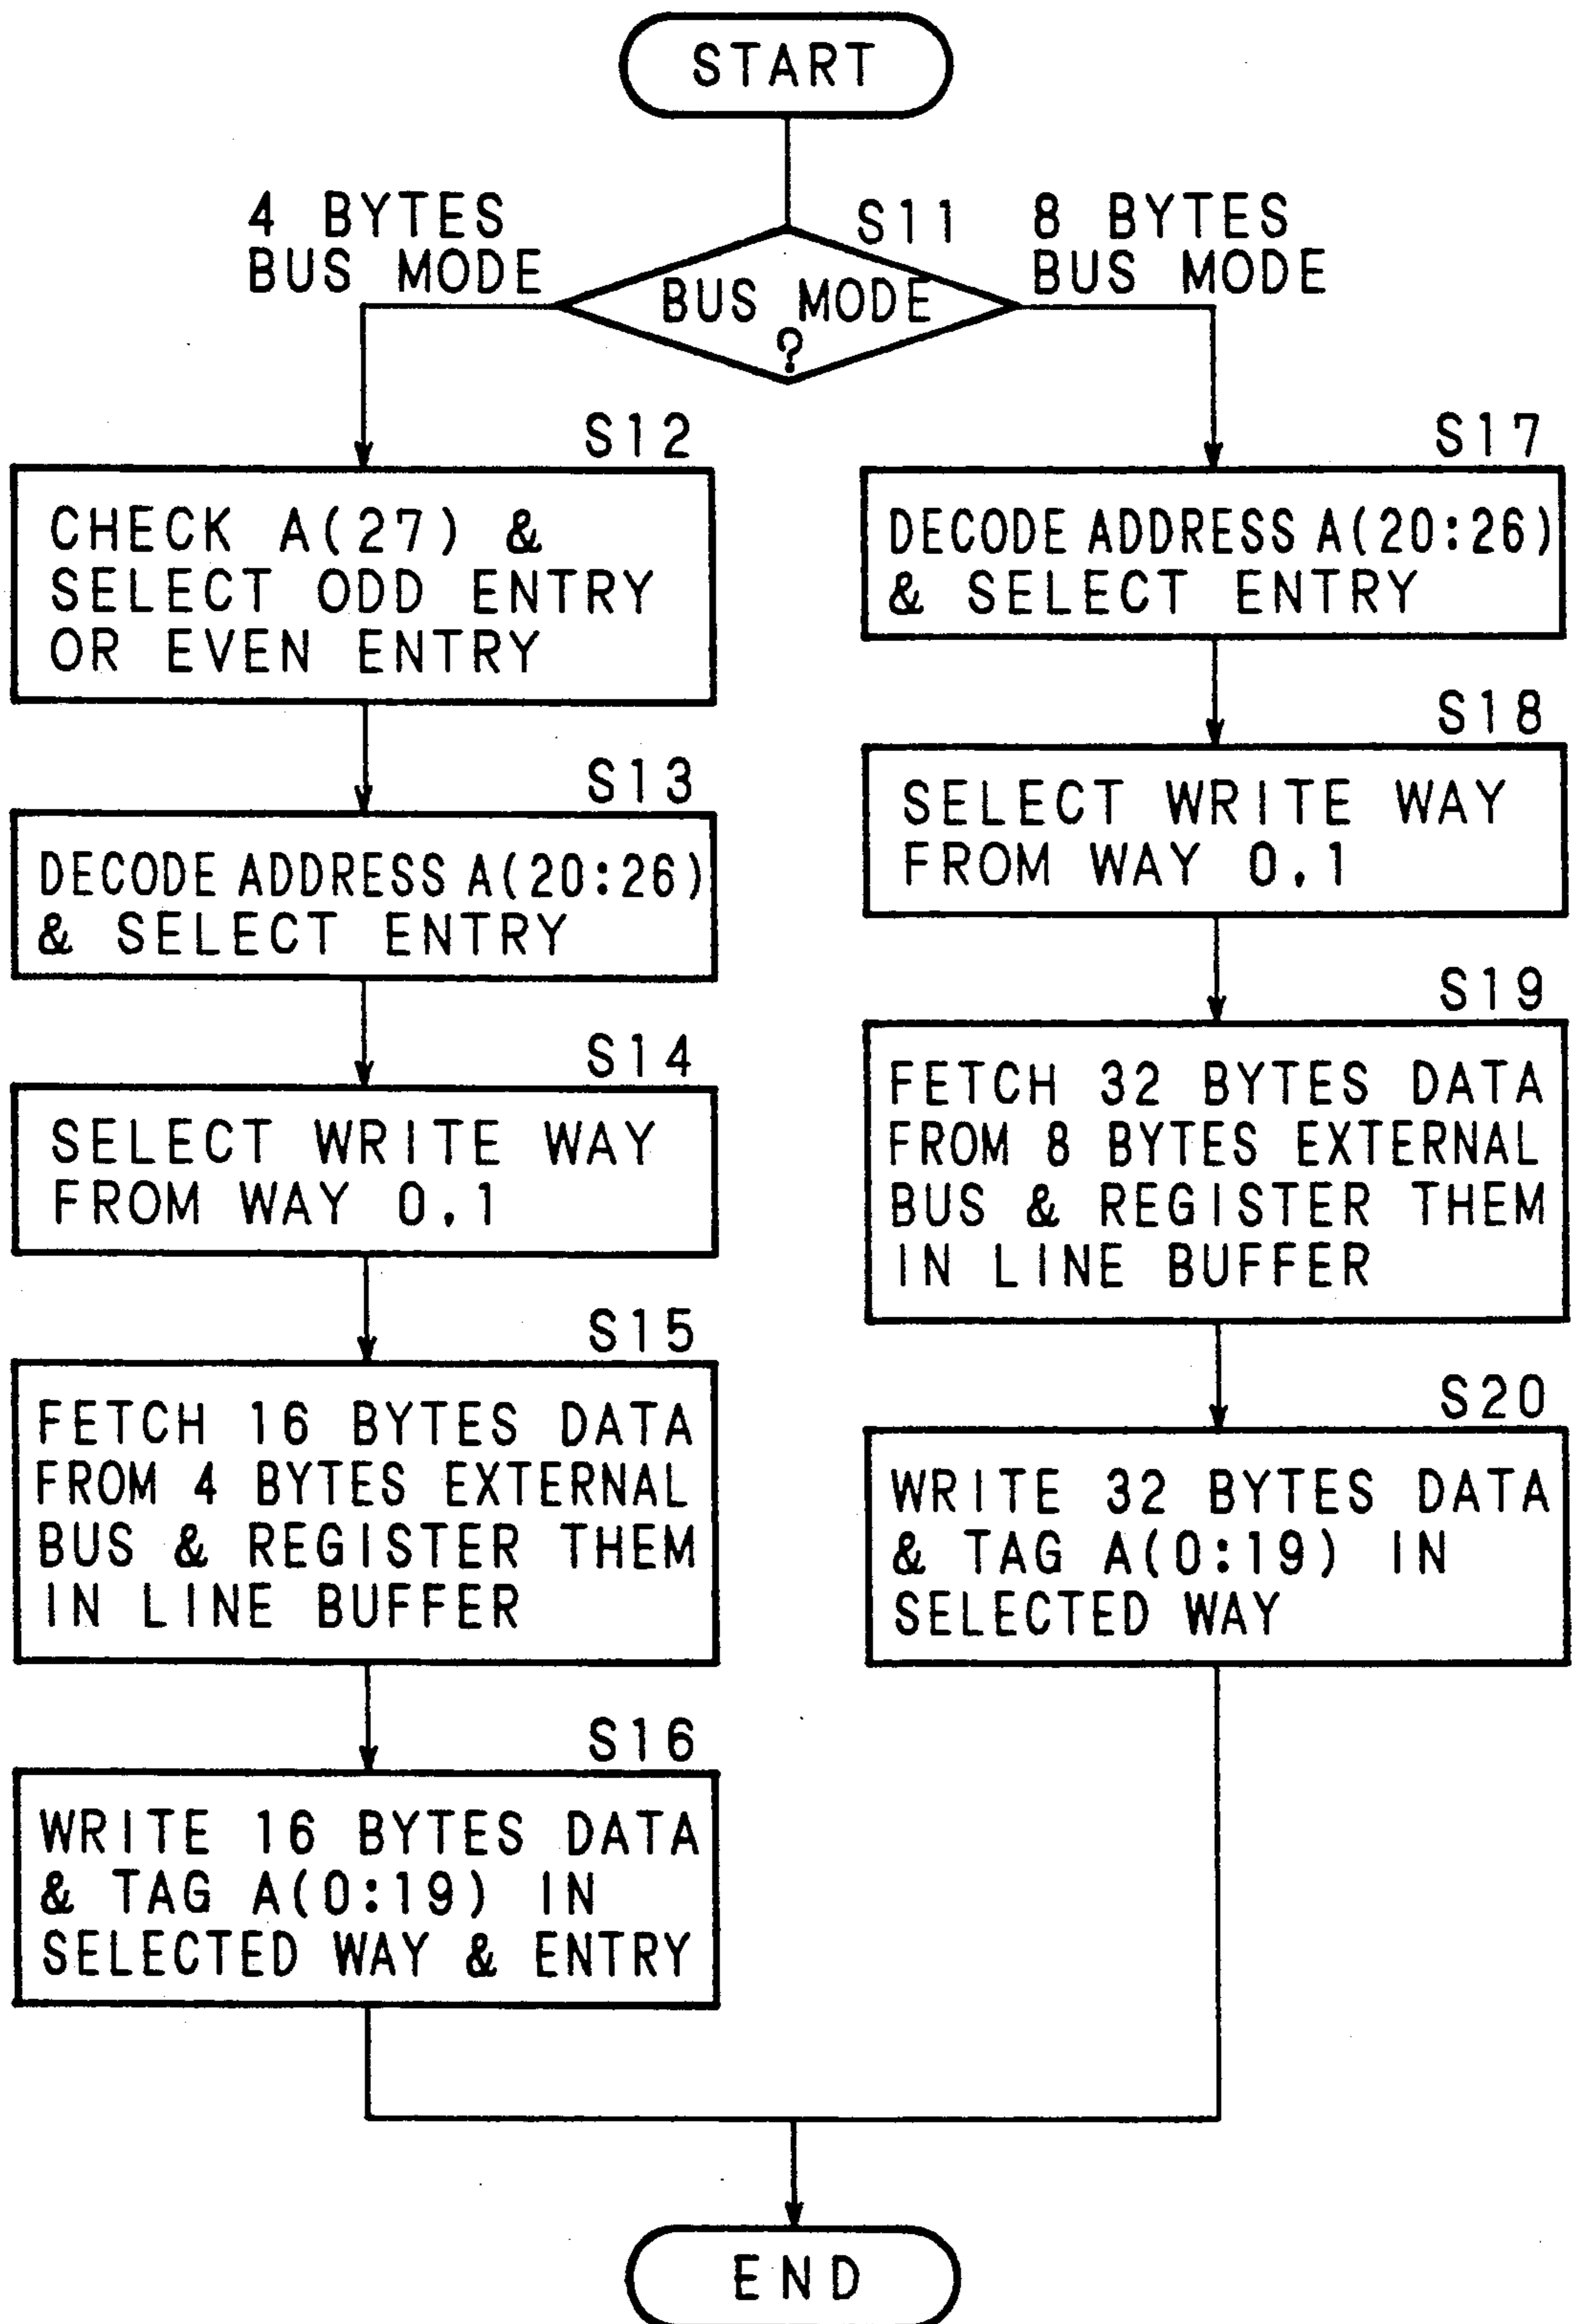 START
4 BYTES
BUS MODE
S11
8 BYTES
BUS MODE
BUS MODE
?
S12
CHECK A(27) &
SELECT ODD ENTRY
OR EVEN ENTRY
S13
DECODE ADDRESS A(20:26)
& SELECT ENTRY
S14
SELECT WRITE WAY
FROM WAY 0.1
S15
FETCH 16 BYTES DATA
FROM 4 BYTES EXTERNAL
BUS & REGISTER THEM
IN LINE BUFFER
S16
WRITE 16 BYTES DATA
& TAG A(0:19) IN
SELECTED WAY & ENTRY
S17
DECODE ADDRESS A(20:26)
& SELECT ENTRY
S18
SELECT WRITE WAY
FROM WAY 0.1
S19
FETCH 32 BYTES DATA
FROM 8 BYTES EXTERNAL
BUS & REGISTER THEM
IN LINE BUFFER
S20
WRITE 32 BYTES DATA
& TAG A(0:19) IN
SELECTED WAY
END